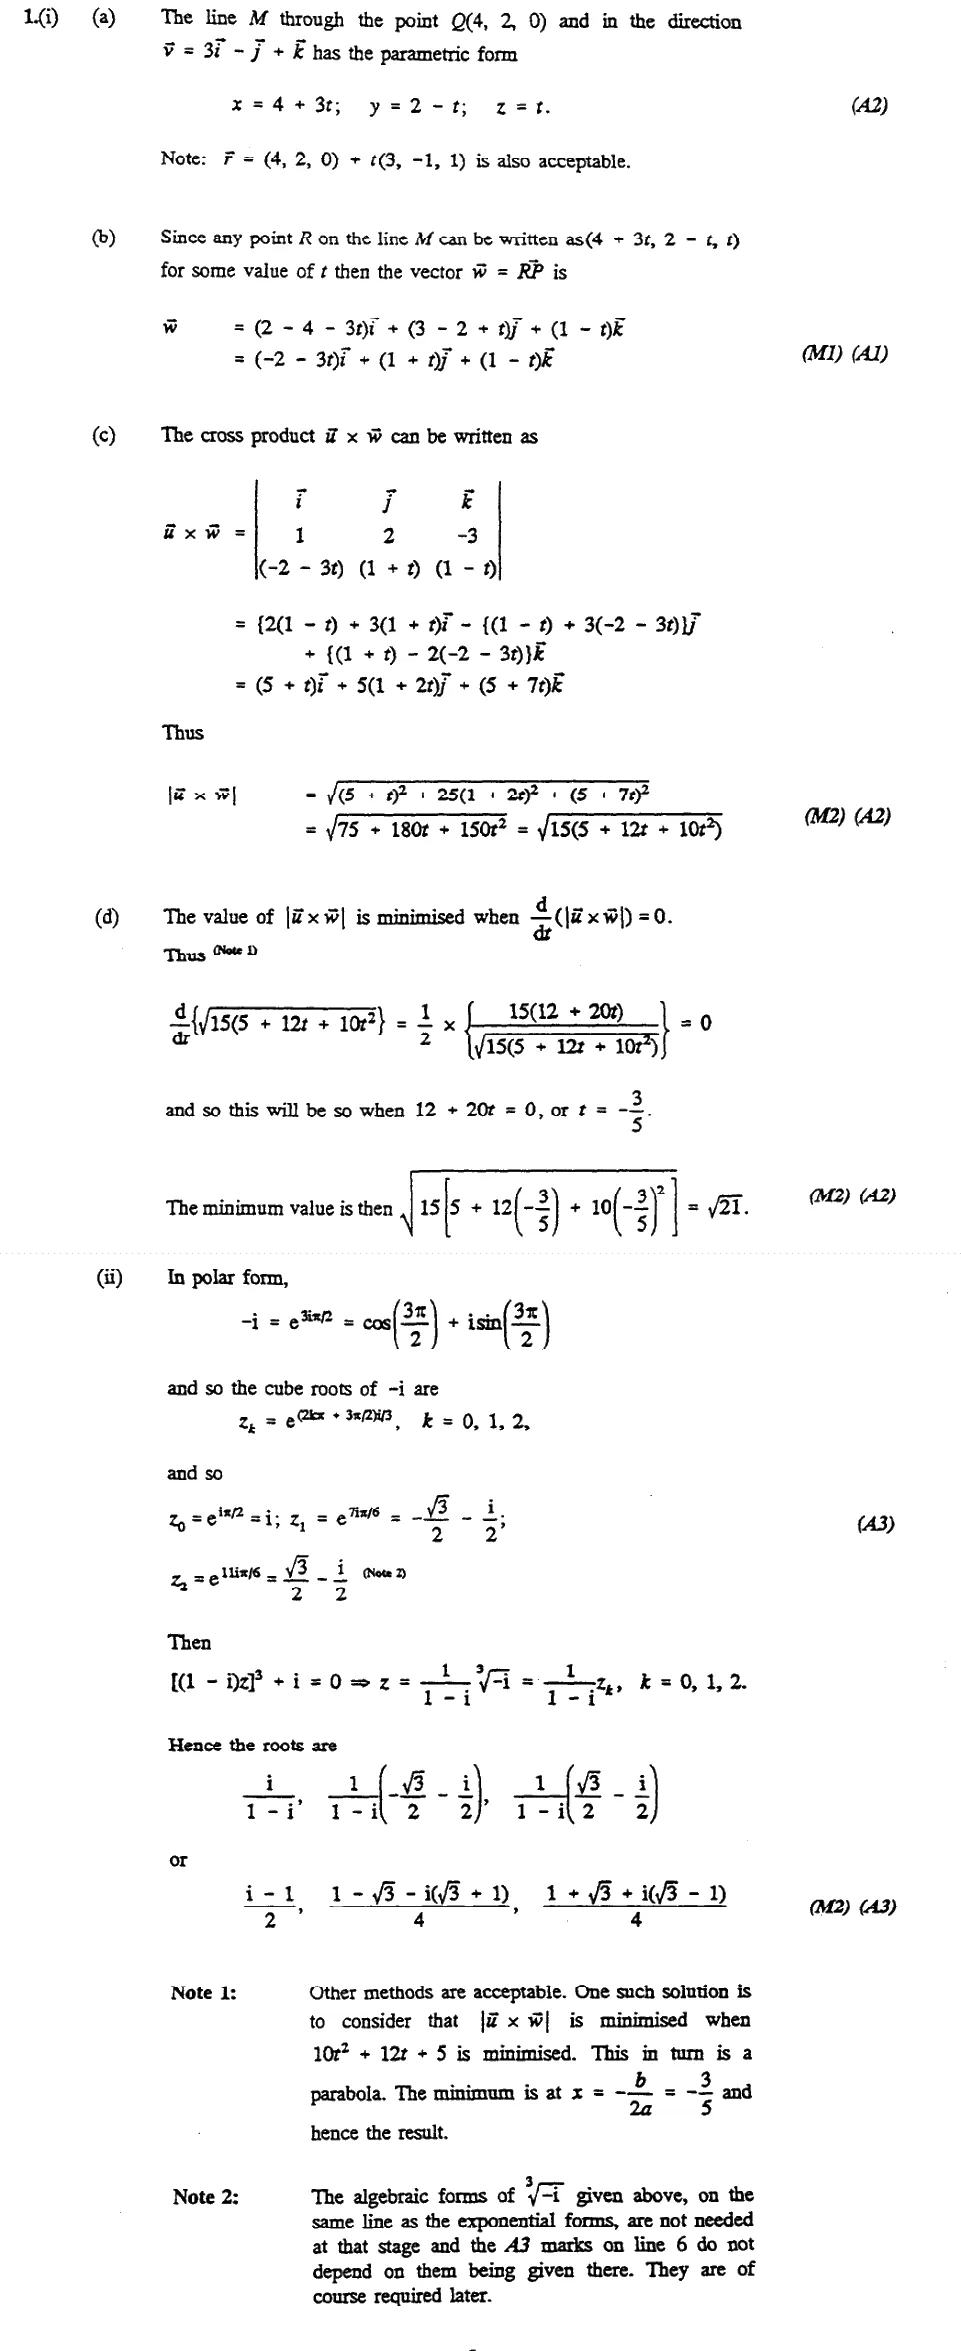 1.(i) (a) The line M through the point Q(4, 2, 0) and in the direction
v⃗ = 3i⃗ − j⃗ + k⃗ has the parametric form
x = 4 + 3t; y = 2 − t; z = t. (A2)
Note: r⃗ = (4, 2, 0) + t(3, −1, 1) is also acceptable.
(b) Since any point R on the line M can be written as(4 + 3t, 2 − t, t)
for some value of t then the vector w⃗ = RP⃗ is
w⃗ = (2 − 4 − 3t)i⃗ + (3 − 2 + t)j⃗ + (1 − t)k⃗
= (−2 − 3t)i⃗ + (1 + t)j⃗ + (1 − t)k⃗ (M1) (A1)
(c) The cross product u⃗ × w⃗ can be written as
u⃗ × w⃗ = | i⃗ j⃗ k⃗ |
| 1 2 −3 |
|(−2 − 3t) (1 + t) (1 − t)|
= {2(1 − t) + 3(1 + t)i⃗ − {(1 − t) + 3(−2 − 3t)}j⃗
+ {(1 + t) − 2(−2 − 3t)}k⃗
= (5 + t)i⃗ + 5(1 + 2t)j⃗ + (5 + 7t)k⃗
Thus
|u⃗ × w⃗| = √((5 + t)² + 25(1 + 2t)² + (5 + 7t)²)
= √(75 + 180t + 150t²) = √(15(5 + 12t + 10t²)) (M2) (A2)
(d) The value of |u⃗ × w⃗| is minimised when d/dt(|u⃗ × w⃗|) = 0.
Thus (Note 1)
d/dt{√(15(5 + 12t + 10t²))} = 1/2 × {15(12 + 20t)/√(15(5 + 12t + 10t²))} = 0
and so this will be so when 12 + 20t = 0, or t = −3/5.
The minimum value is then √(15[5 + 12(−3/5) + 10(−3/5)²]) = √21. (M2) (A2)
(ii) In polar form,
−i = e^(3iπ/2) = cos(3π/2) + isin(3π/2)
and so the cube roots of −i are
z_k = e^((2kπ + 3π/2)i/3), k = 0, 1, 2,
and so
z₀ = e^(iπ/2) = i; z₁ = e^(7iπ/6) = −√3/2 − i/2; (A3)
z₂ = e^(11iπ/6) = √3/2 − i/2 (Note 2)
Then
[(1 − i)z]³ + i = 0 ⇒ z = 1/(1 − i) ∛−i = 1/(1 − i) z_k, k = 0, 1, 2.
Hence the roots are
i/(1 − i), 1/(1 − i)(−√3/2 − i/2), 1/(1 − i)(√3/2 − i/2)
or
(i − 1)/2, (1 − √3 − i(√3 + 1))/4, (1 + √3 + i(√3 − 1))/4 (M2) (A3)
Note 1: Other methods are acceptable. One such solution is
to consider that |u⃗ × w⃗| is minimised when
10t² + 12t + 5 is minimised. This in turn is a
parabola. The minimum is at x = −b/2a = −3/5 and
hence the result.
Note 2: The algebraic forms of ∛−i given above, on the
same line as the exponential forms, are not needed
at that stage and the A3 marks on line 6 do not
depend on them being given there. They are of
course required later.